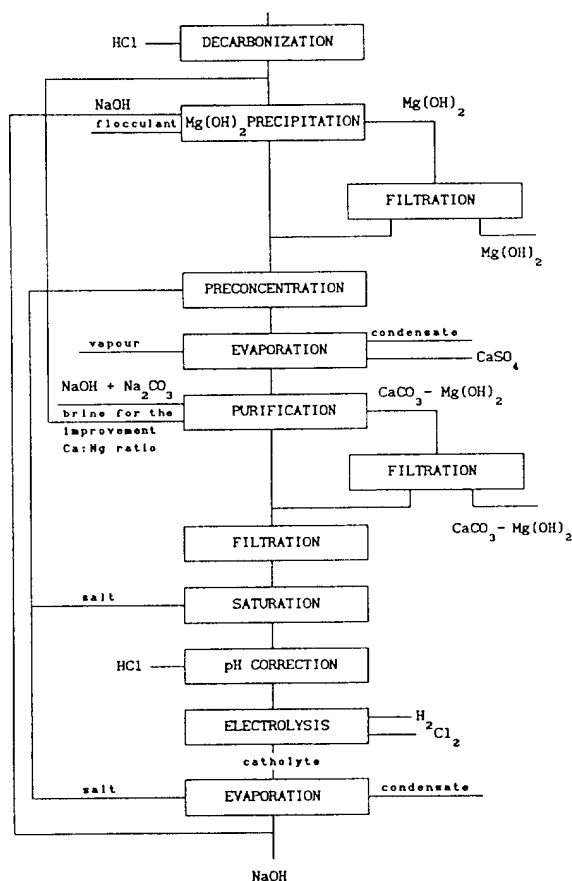 HCl
DECARBONIZATION
NaOH
flocculant
Mg(OH)₂ PRECIPITATION
Mg(OH)₂
FILTRATION
Mg(OH)₂
PRECONCENTRATION
vapour
EVAPORATION
condensate
CaSO₄
NaOH + Na₂CO₃
brine for the
improvement
Ca:Mg ratio
PURIFICATION
CaCO₃ - Mg(OH)₂
FILTRATION
CaCO₃ - Mg(OH)₂
FILTRATION
salt
SATURATION
HCl
pH CORRECTION
ELECTROLYSIS
H₂
Cl₂
catholyte
salt
EVAPORATION
condensate
NaOH